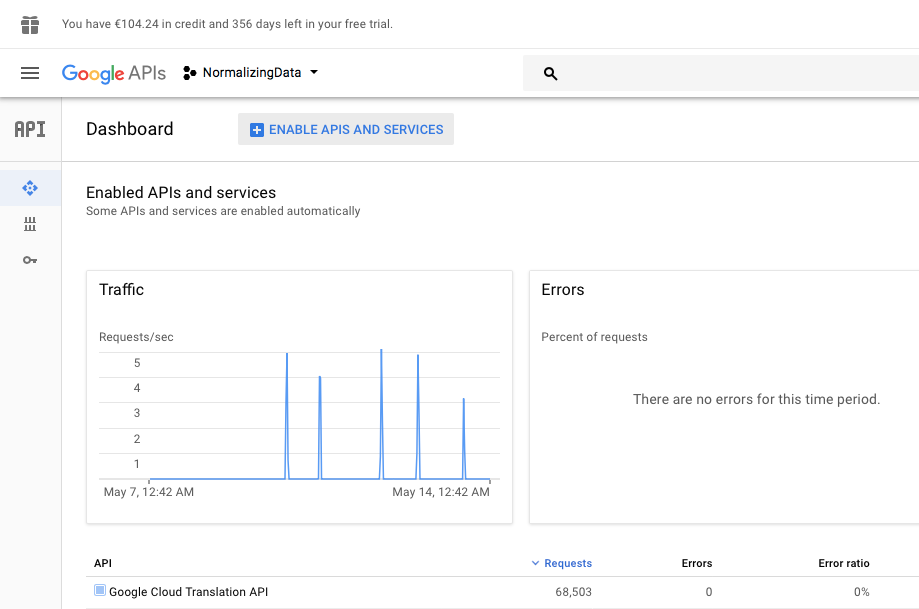 You have €104.24 in credit and 356 days left in your free trial.
Google APIs NormalizingData
API Dashboard ENABLE APIS AND SERVICES
Enabled APIs and services
Some APIs and services are enabled automatically
Traffic
Requests/sec
5
4
3
2
1
May 7, 12:42 AM May 14, 12:42 AM
Errors
Percent of requests
There are no errors for this time period.
API Requests Errors Error ratio
Google Cloud Translation API 68,503 0 0%